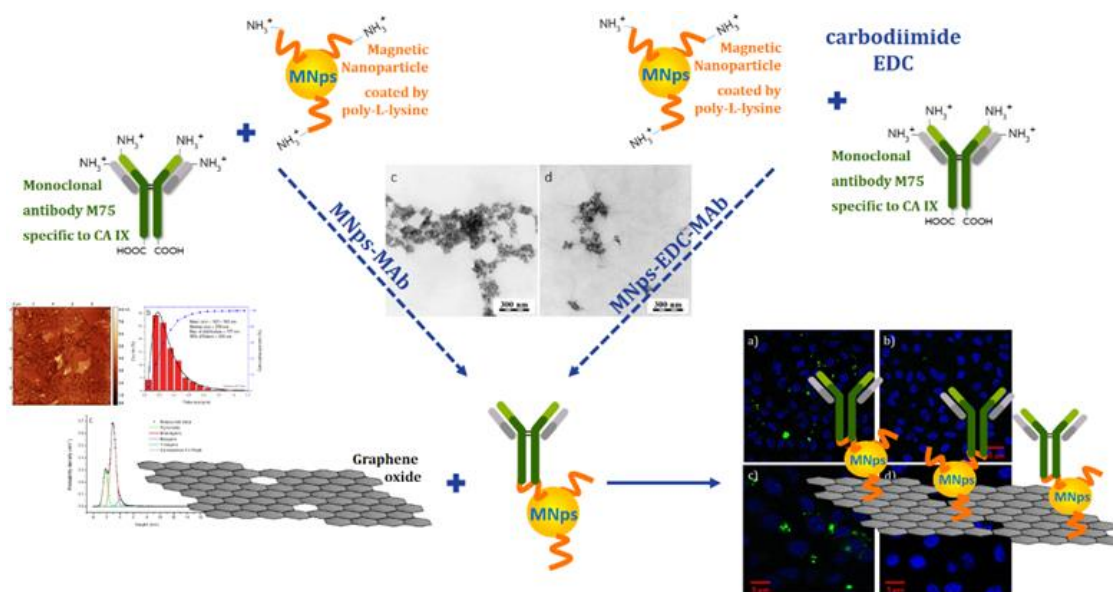 NH₃⁺
NH₃⁺
NH₃⁺
MNps
Magnetic
Nanoparticle
coated by
poly-L-lysine
+
NH₃⁺
NH₃⁺
NH₃⁺
NH₃⁺
Monoclonal
antibody M75
specific to CA IX
HOOC
COOH
NH₃⁺
NH₃⁺
NH₃⁺
MNps
Magnetic
Nanoparticle
coated by
poly-L-lysine
carbodiimide
EDC
+
NH₃⁺
NH₃⁺
NH₃⁺
NH₃⁺
Monoclonal
antibody M75
specific to CA IX
HOOC
COOH
c
d
300 nm
300 nm
MNps-MAb
MNps-EDC-MAb
Graphene
oxide
+
MNps
a)
b)
c)
d)
MNps
MNps
MNps